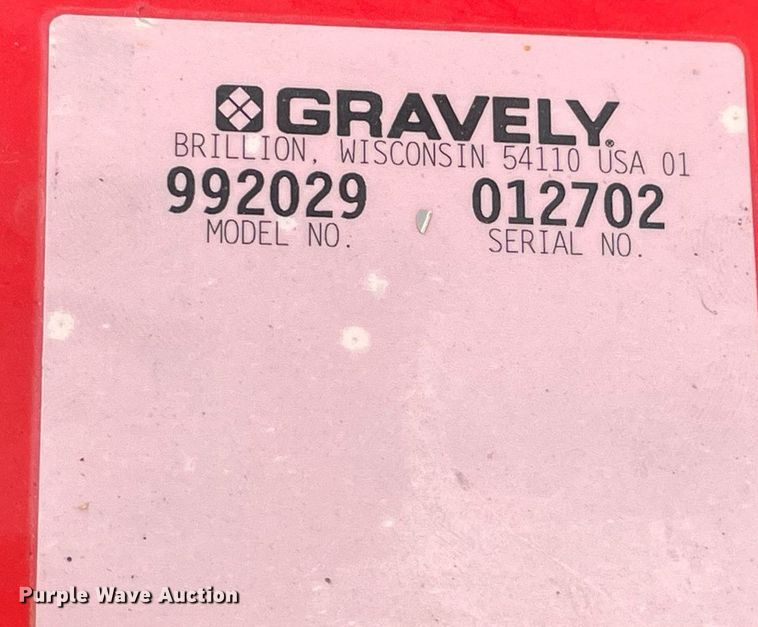 GRAVELY®
BRILLION, WISCONSIN 54110 USA 01
992029 012702
MODEL NO. SERIAL NO.
Purple Wave Auction